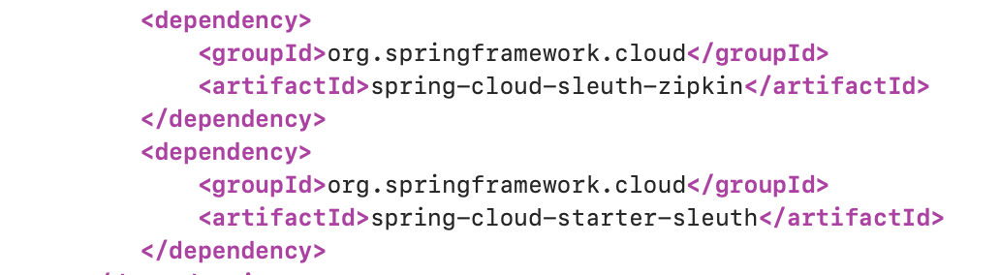 <dependency>
<groupId>org.springframework.cloud</groupId>
<artifactId>spring-cloud-sleuth-zipkin</artifactId>
</dependency>
<dependency>
<groupId>org.springframework.cloud</groupId>
<artifactId>spring-cloud-starter-sleuth</artifactId>
</dependency>